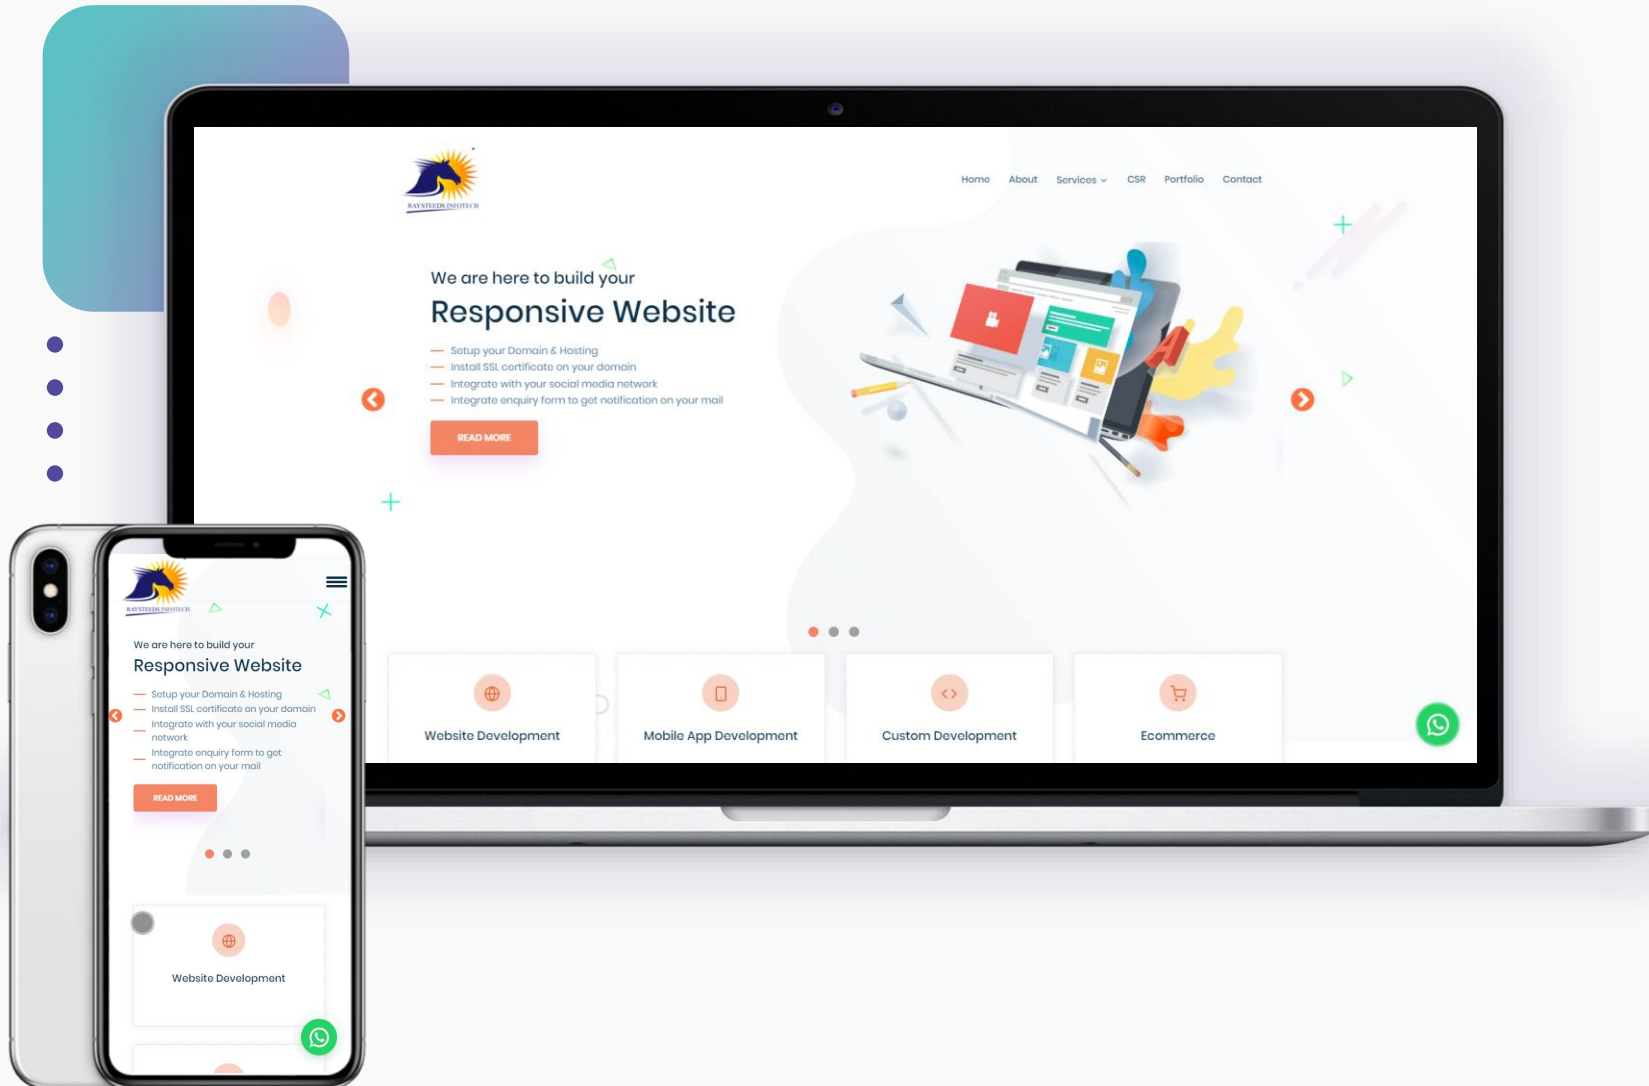 RAYSTEEDS INFOTECH
Home About Services CSR Portfolio Contact
We are here to build your
Responsive Website
Setup your Domain & Hosting
Install SSL certificate on your domain
Integrate with your social media network
Integrate enquiry form to get notification on your mail
READ MORE
A
Website Development
Mobile App Development
Custom Development
Ecommerce
RAYSTEEDS INFOTECH
We are here to build your
Responsive Website
Setup your Domain & Hosting
Install SSL certificate on your domain
Integrate with your social media
network
Integrate enquiry form to get
notification on your mail
READ MORE
Website Development